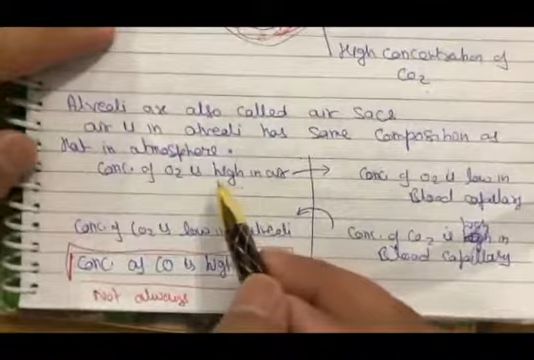 High concentration of
CO2
Alveoli are also called air sacs
air is in alveoli has same composition as
that in atmosphere.
Conc. of O2 is high in air → Conc. of O2 is low in
Blood capillary
Conc of CO2 is low in alveoli Conc. of CO2 is high in
Blood capillary
Conc of CO is high
Not always